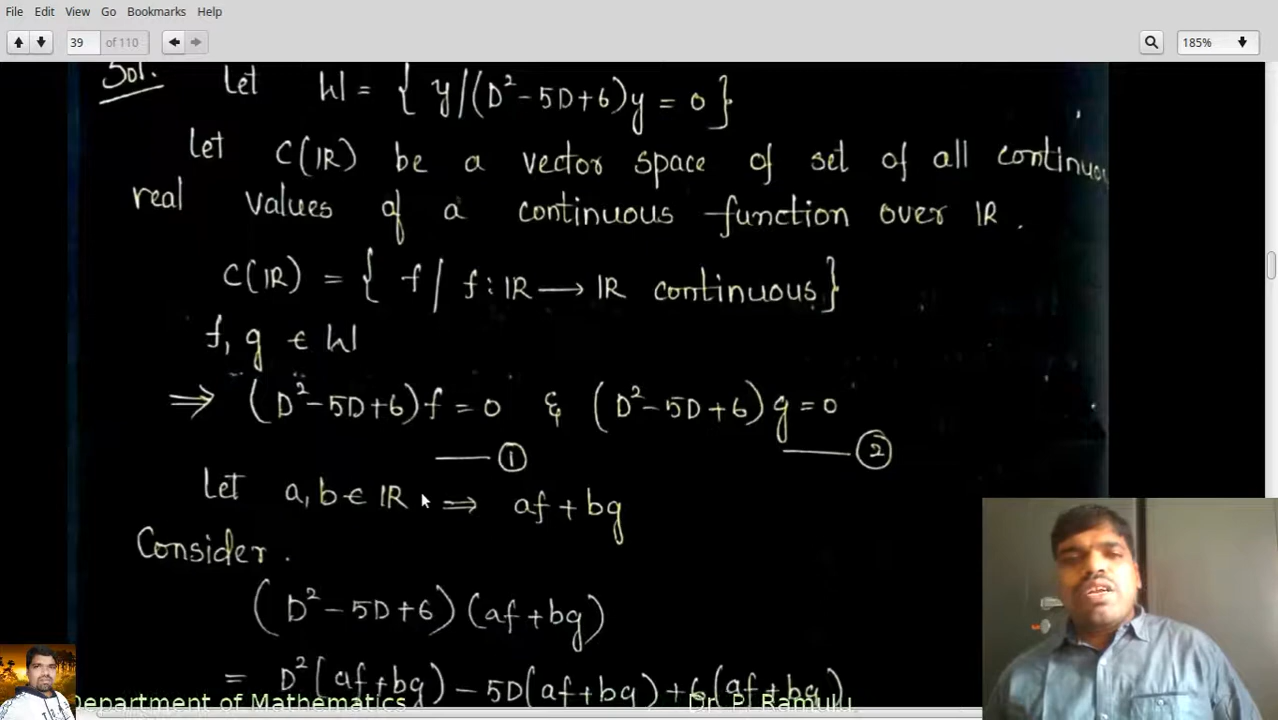 File Edit View Go Bookmarks Help
39 of 110 185%
Sol. Let W = { y/(D² - 5D + 6)y = 0 }
Let C(IR) be a vector space of set of all continuou
real values of a continuous function over IR.
C(IR) = { f / f : IR → IR continuous }
f, g ∈ W
⇒ (D² - 5D + 6) f = 0 & (D² - 5D + 6) g = 0
—— ① —— ②
Let a, b ∈ IR ⇒ af + bg
Consider.
(D² - 5D + 6) (af + bg)
= D² (af + bg) - 5D (af + bg) + 6 (af + bg)
Department of Mathematics Dr. P. Ramulu